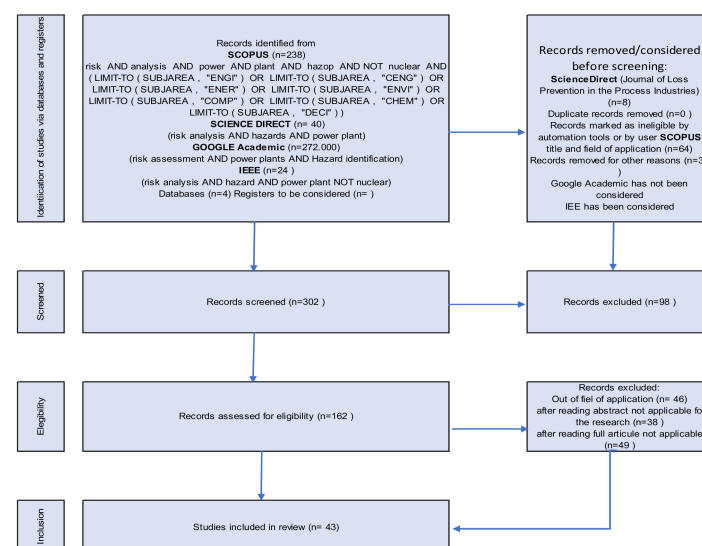 Identiication of studies via databases and registers
Records identified from
SCOPUS (n=238)
risk AND analysis AND power AND plant AND hazop AND NOT nuclear AND
( LIMIT-TO ( SUBJAREA , "ENGI" ) OR LIMIT-TO ( SUBJAREA , "CENG" ) OR
LIMIT-TO ( SUBJAREA , "ENER" ) OR LIMIT-TO ( SUBJAREA , "ENVI" ) OR
LIMIT-TO ( SUBJAREA , "COMP" ) OR LIMIT-TO ( SUBJAREA , "CHEM" ) OR
LIMIT-TO ( SUBJAREA , "DECI" ) )
SCIENCE DIRECT (n= 40)
(risk analysis AND hazards AND power plant)
GOOGLE Academic (n=272.000)
(risk assessment AND power plants AND Hazard identification)
IEEE (n=24 )
(risk analysis AND hazard AND power plant NOT nuclear)
Databases (n=4) Registers to be considered (n= )
Records removed/considered
before screening:
ScienceDirect (Journal of Loss
Prevention in the Process Industries)
(n=8)
Duplicate records removed (n=0 )
Records marked as ineligible by
automation tools or by user SCOPUS
title and field of application (n=64)
Records removed for other reasons (n=3
)
Google Academic has not been
considered
IEE has been considered
Screened
Records screened (n=302 )
Records excluded (n=98 )
Elegibility
Records assessed for eligibility (n=162 )
Records excluded:
Out of fiel of application (n= 46)
after reading abstract not applicable fo
the research (n=38 )
after reading full articule not applicable
(n=49 )
Inclusion
Studies included in review (n= 43)